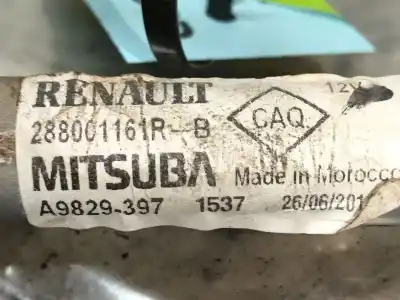 RENAULT
12V
288001161R--B
CAQ
MITSUBA Made in Morocco
A9829-397 1537 26/06/201